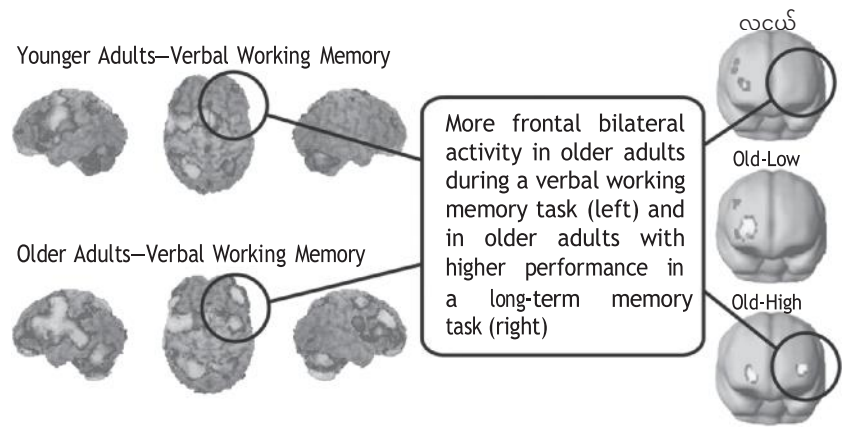 Younger Adults—Verbal Working Memory
Older Adults—Verbal Working Memory
More frontal bilateral
activity in older adults
during a verbal working
memory task (left) and
in older adults with
higher performance in
a long-term memory
task (right)
လငယ်
Old-Low
Old-High